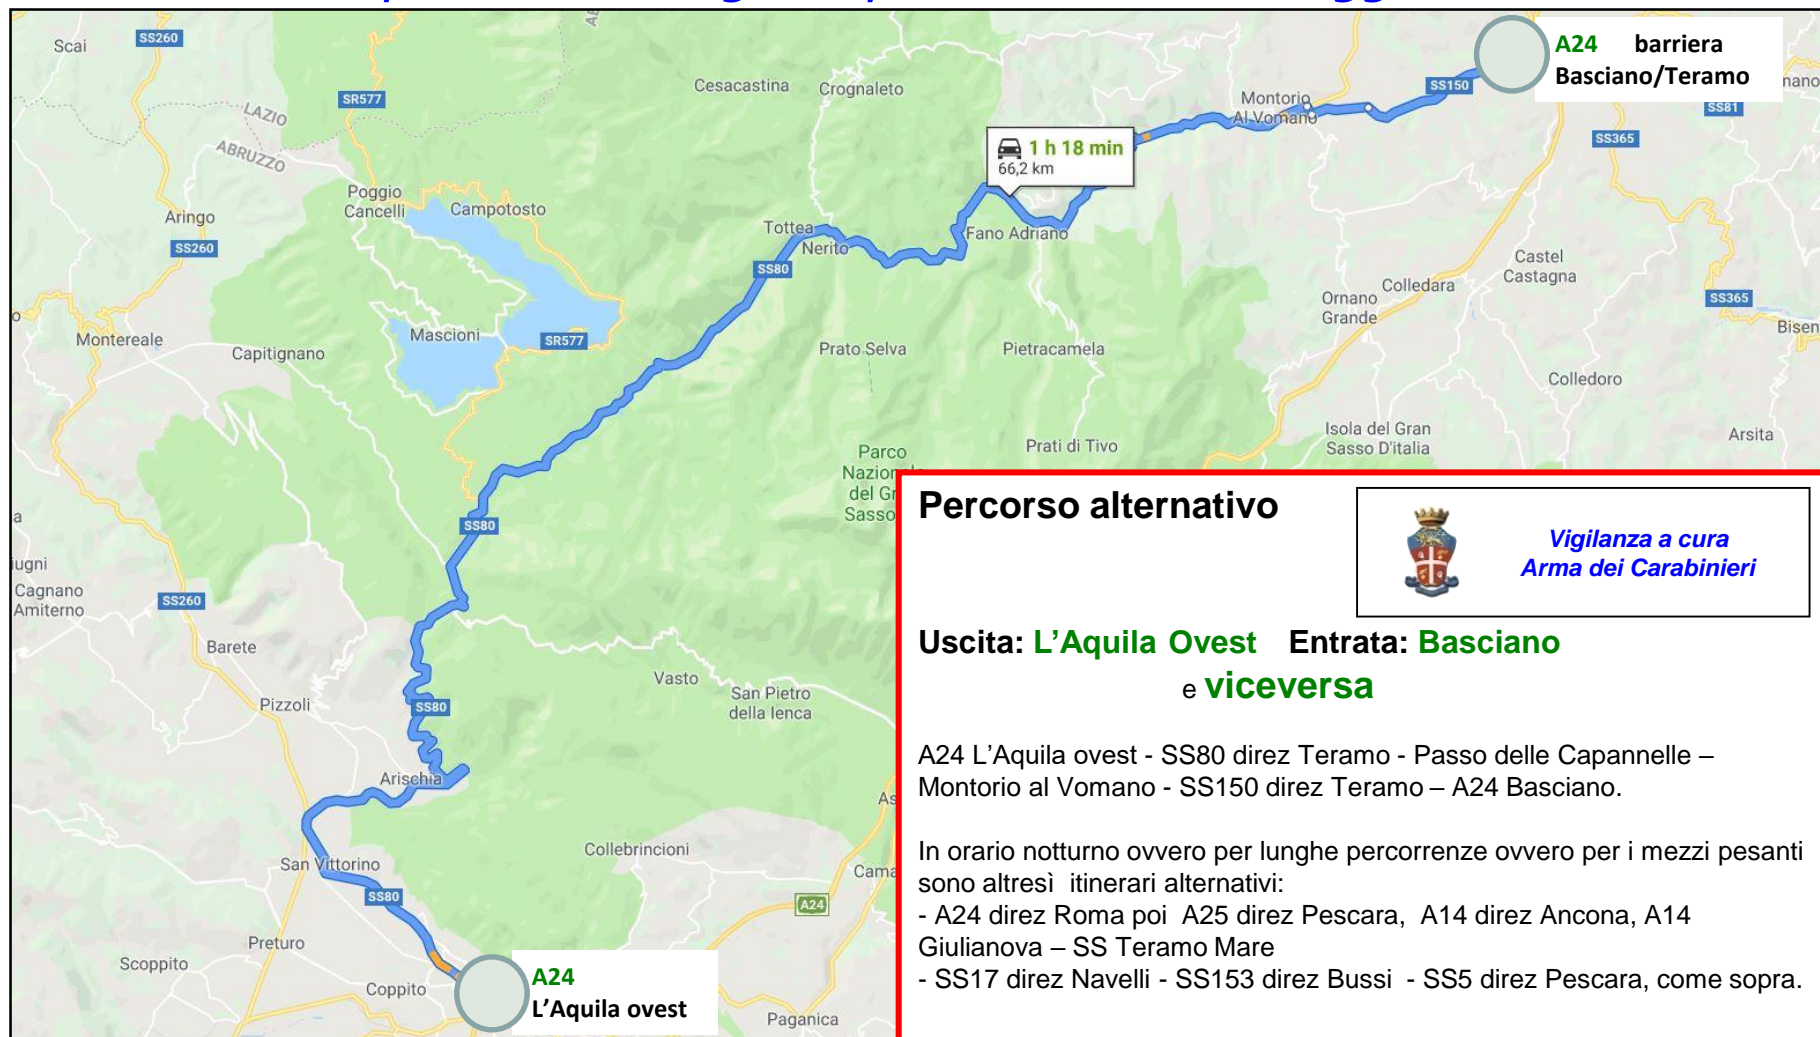 Scai
SS260
SR577
LAZIO
ABRUZZO
Cesacastina
Crognaleto
A24 barriera
Basciano/Teramo
SS150
SS81
Montorio
Al Vomano
SS365
1 h 18 min
66,2 km
Poggio
Cancelli
Campotosto
Aringo
SS260
Tottea
Nerito
Fano Adriano
SS80
Castel
Castagna
Colledara
Ornano
Grande
SS365
Bisen
Montereale
Capitignano
Mascioni
SR577
Prato Selva
Pietracamela
Colledoro
Isola del Gran
Sasso D'italia
Arsita
Prati di Tivo
Parco
Nazionale
del Gr
Sasso
SS80
iugni
Cagnano
Amiterno
SS260
Barete
Pizzoli
SS80
Vasto
San Pietro
della Ienca
Arischia
San Vittorino
Collebrincioni
As
Cama
SS80
A24
Preturo
Scoppito
Coppito
A24
L’Aquila ovest
Paganica
Percorso alternativo
Vigilanza a cura
Arma dei Carabinieri
Uscita: L’Aquila Ovest Entrata: Basciano
e viceversa
A24 L’Aquila ovest - SS80 direz Teramo - Passo delle Capannelle –
Montorio al Vomano - SS150 direz Teramo – A24 Basciano.
In orario notturno ovvero per lunghe percorrenze ovvero per i mezzi pesanti
sono altresì itinerari alternativi:
- A24 direz Roma poi A25 direz Pescara, A14 direz Ancona, A14
Giulianova – SS Teramo Mare
- SS17 direz Navelli - SS153 direz Bussi - SS5 direz Pescara, come sopra.